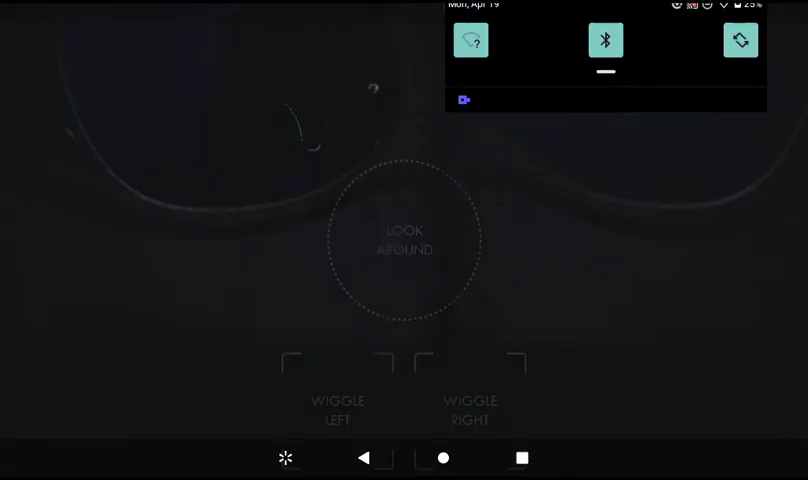 Mon, Apr 19
25%
?
LOOK
AROUND
WIGGLE
LEFT
WIGGLE
RIGHT